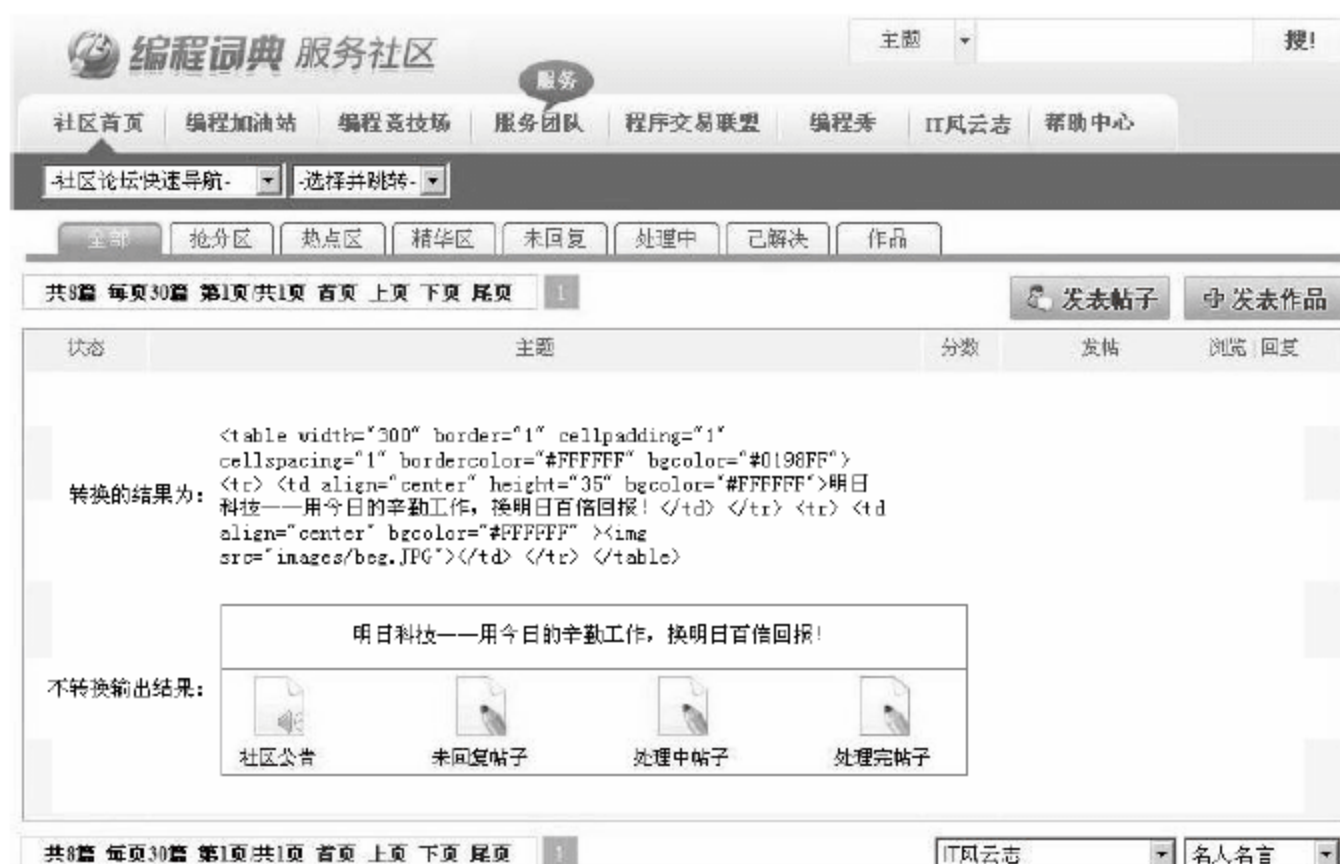 编程词典 服务社区
主题 搜!
服务
社区首页 编程加油站 编程竞技场 服务团队 程序交易联盟 编程秀 IT风云志 帮助中心
-社区论坛快速导航- -选择并跳转-
全部 抢分区 热点区 精华区 未回复 处理中 已解决 作品
共8篇 每页30篇 第1页/共1页 首页 上页 下页 尾页 1
发表帖子 发表作品
状态 主题 分数 发帖 浏览|回复
<table width="300" border="1" cellpadding="1"
cellspacing="1" bordercolor="#FFFFFF" bgcolor="#0198FF">
转换的结果为: <tr> <td align="center" height="35" bgcolor="#FFFFFF">明日
科技——用今日的辛勤工作，换明日百倍回报！</td> </tr> <tr> <td
align="center" bgcolor="#FFFFFF" ><img
src="images/beg.JPG"></td> </tr> </table>
明日科技——用今日的辛勤工作，换明日百倍回报！
不转换输出结果:
社区公告 未回复帖子 处理中帖子 处理完帖子
共8篇 每页30篇 第1页/共1页 首页 上页 下页 尾页 1
IT风云志 名人名言